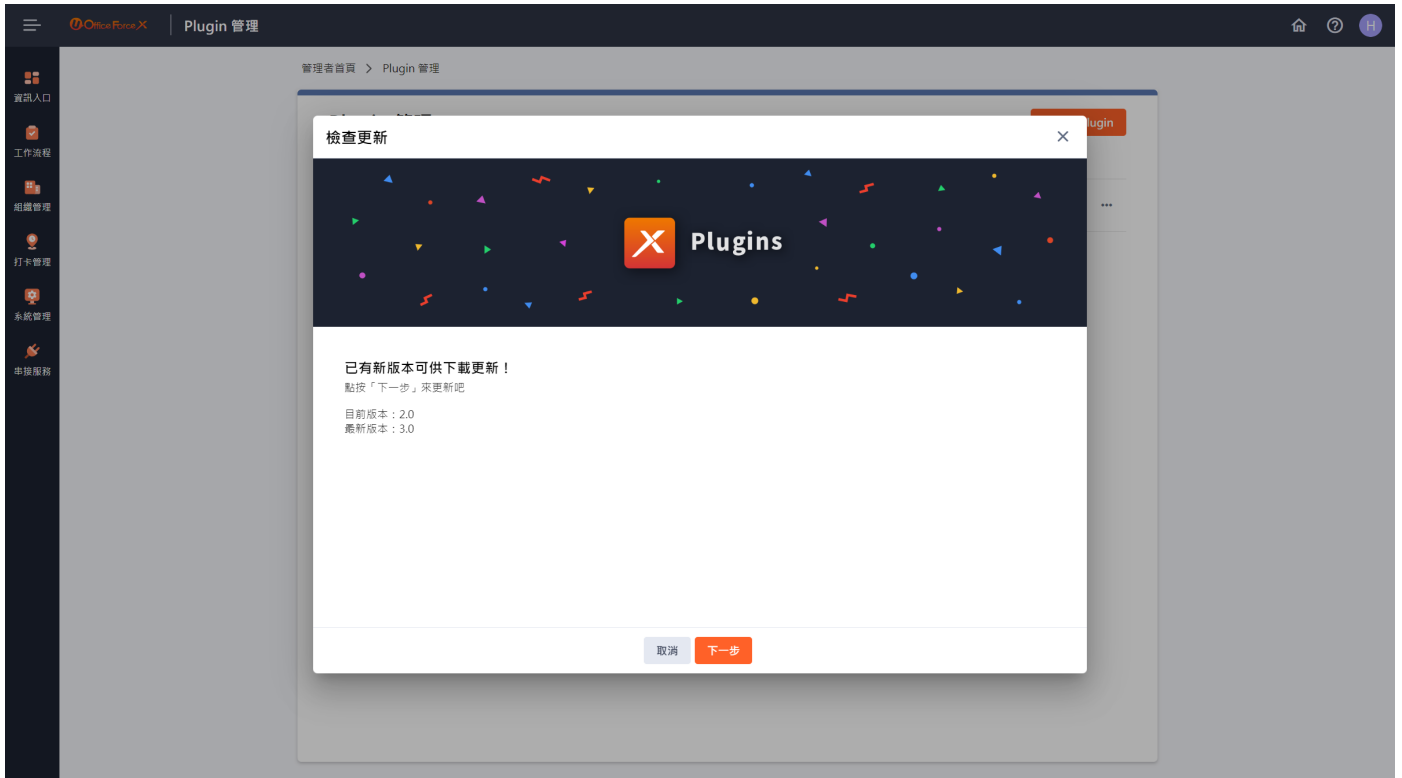 Office Force X
Plugin 管理
H
管理者首頁 > Plugin 管理
資訊入口
工作流程
組織管理
打卡管理
系統管理
串接服務
lugin
檢查更新
Plugins
已有新版本可供下載更新！
點按「下一步」來更新吧
目前版本：2.0
最新版本：3.0
取消
下一步